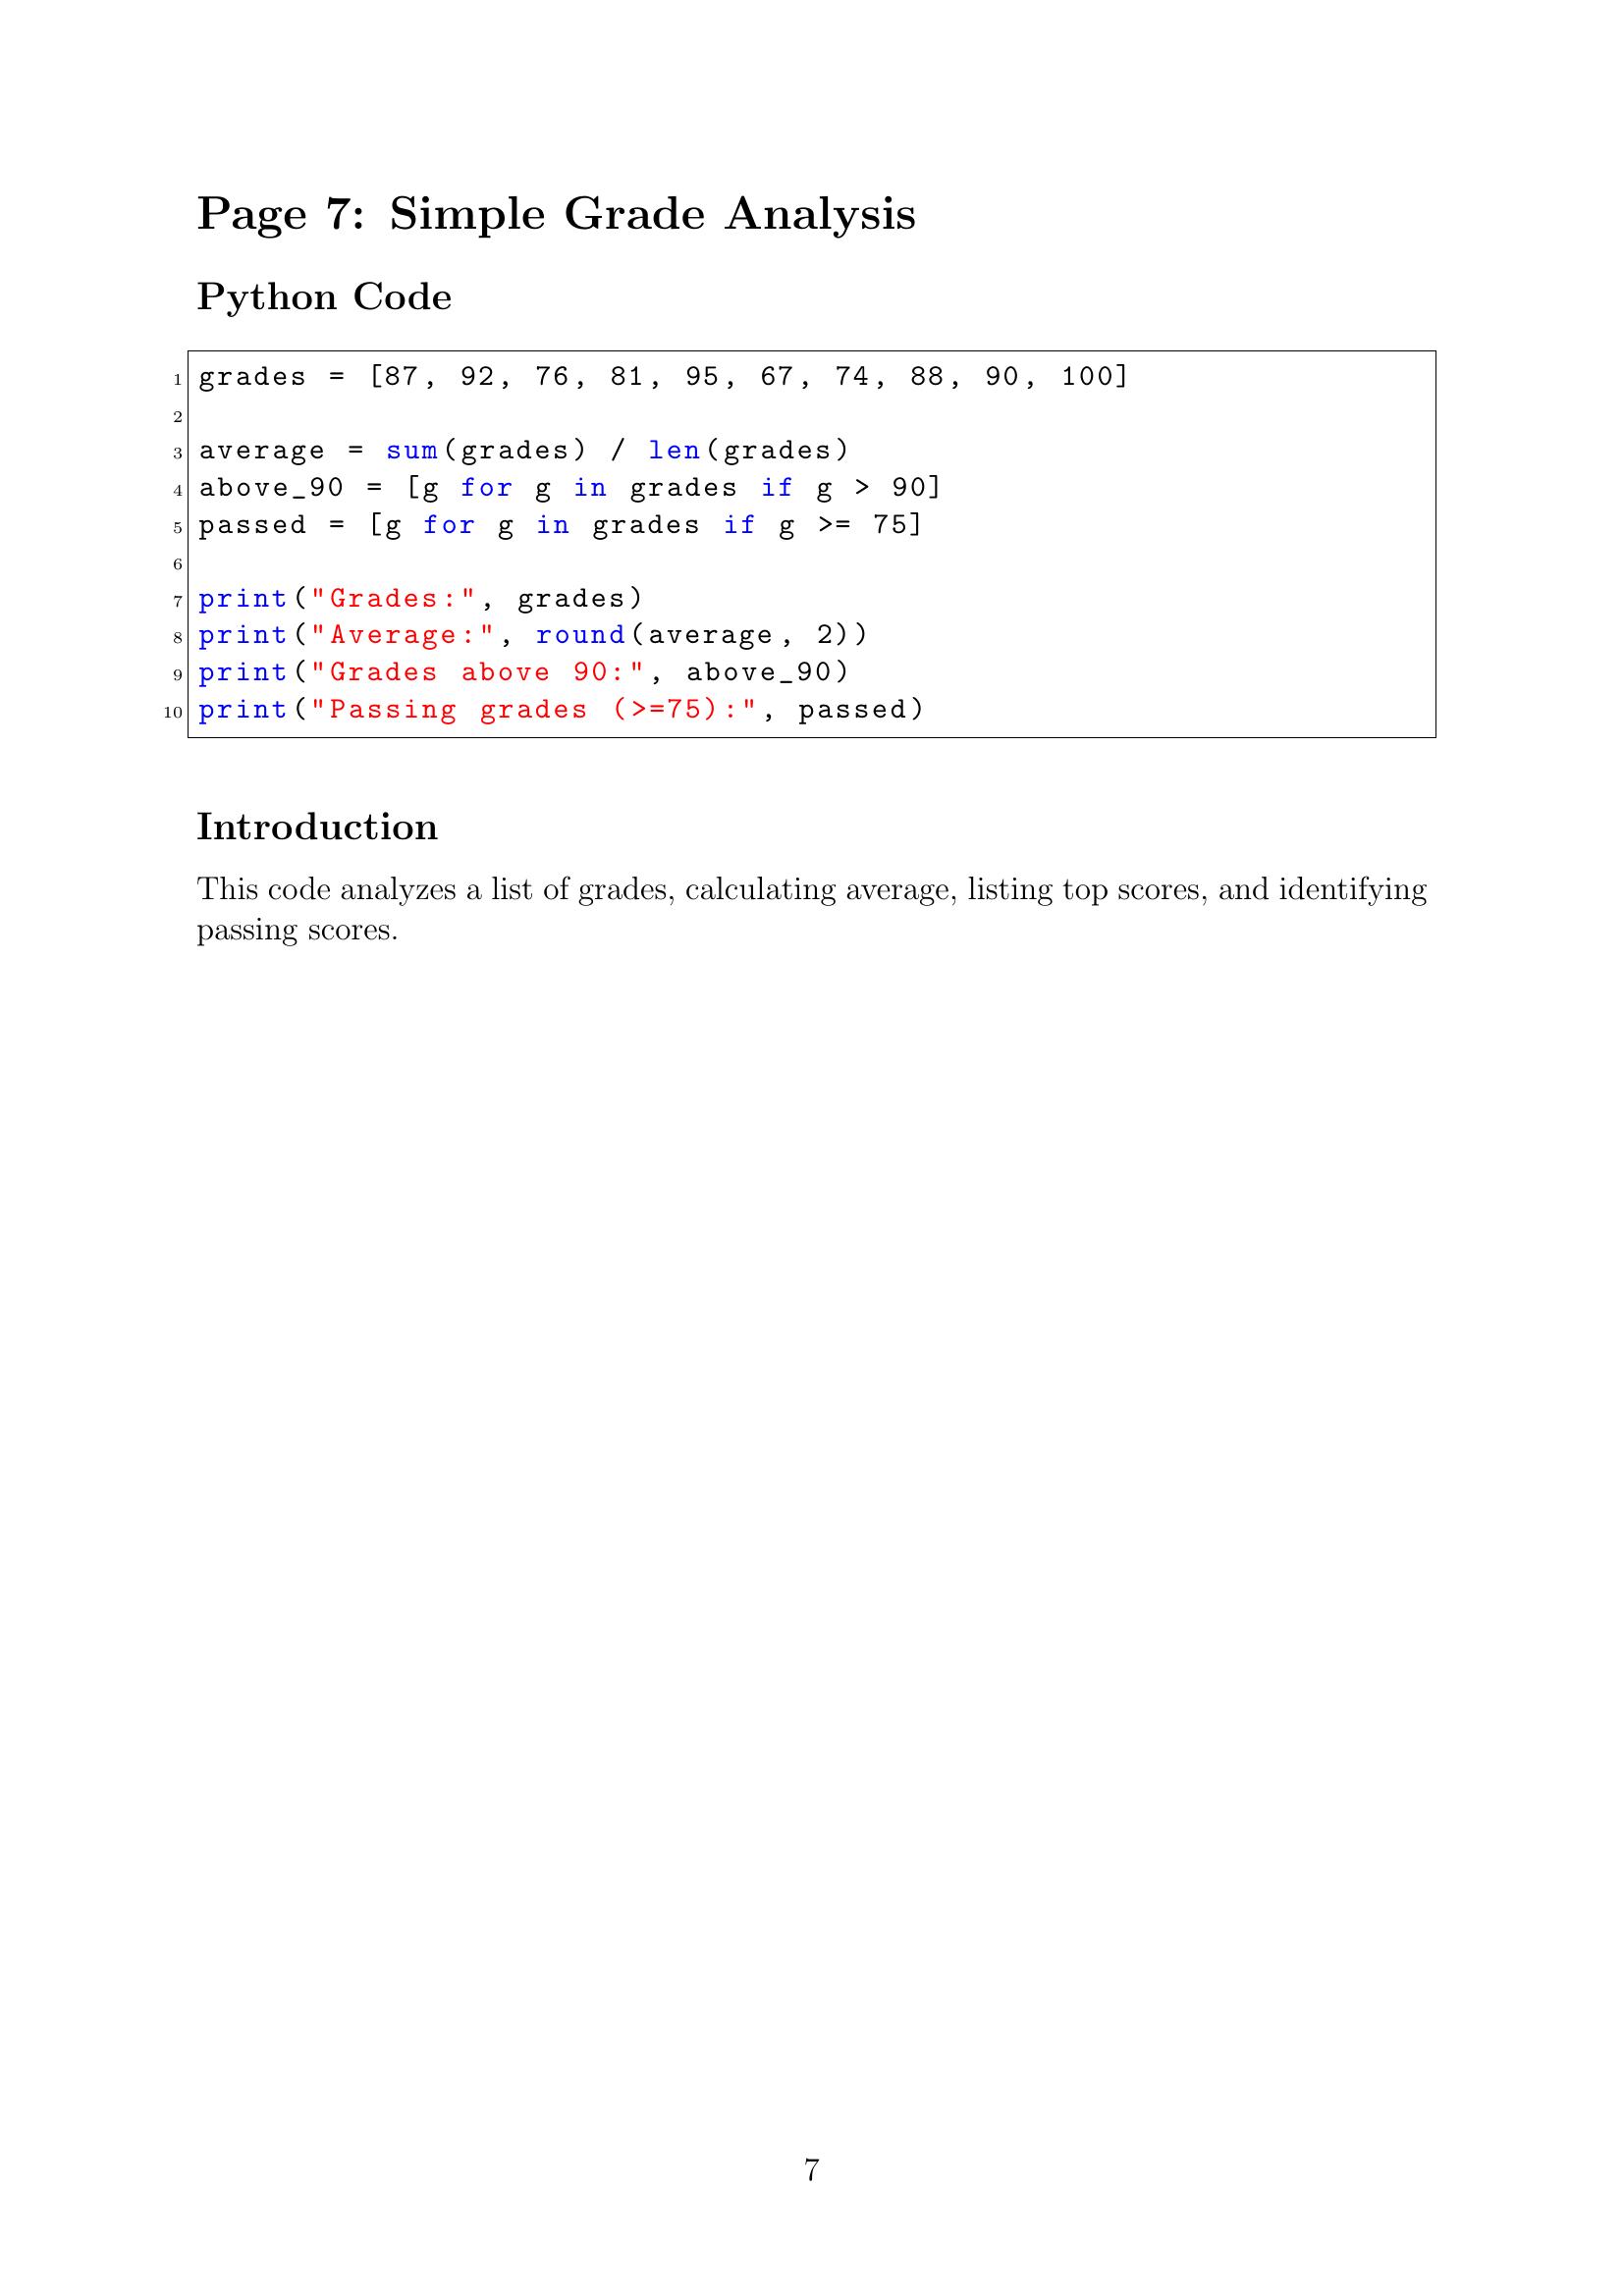 Page 7: Simple Grade Analysis
Python Code
1 grades = [87, 92, 76, 81, 95, 67, 74, 88, 90, 100]
2
3 average = sum(grades) / len(grades)
4 above_90 = [g for g in grades if g > 90]
5 passed = [g for g in grades if g >= 75]
6
7 print("Grades:", grades)
8 print("Average:", round(average, 2))
9 print("Grades above 90:", above_90)
10 print("Passing grades (>=75):", passed)
Introduction
This code analyzes a list of grades, calculating average, listing top scores, and identifying
passing scores.
7